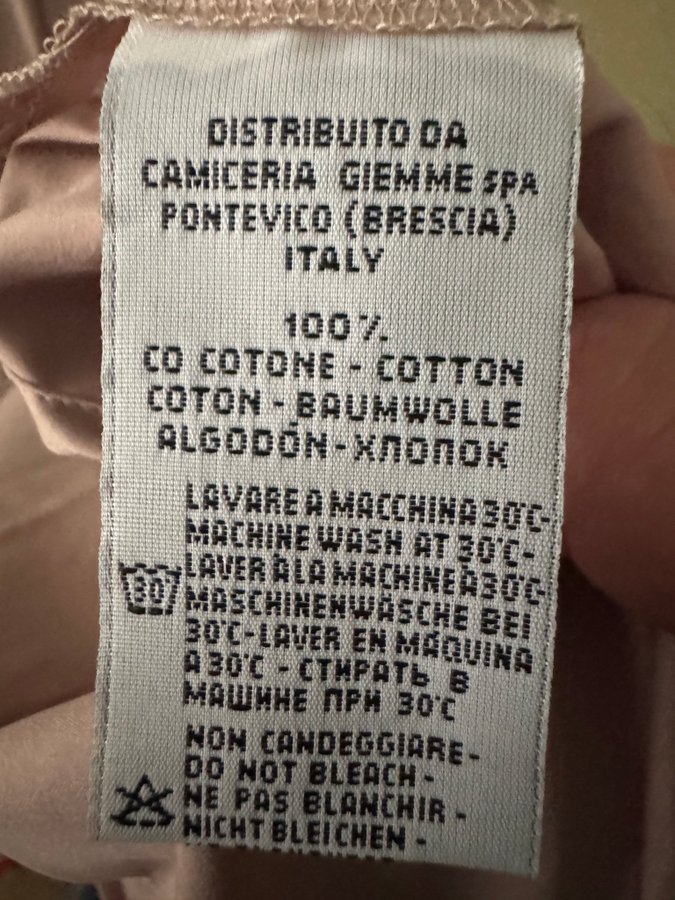 DISTRIBUITO DA
CAMICERIA GIEMME SPA
PONTEVICO (BRESCIA)
ITALY
100%
CO COTONE - COTTON
COTON - BAUMWOLLE
ALGODÓN - ХЛОПОК
LAVARE A MACCHINA 30°C-
MACHINE WASH AT 30°C-
LAVER À LA MACHINE A 30°C-
30
MASCHINENWÄSCHE BEI
30°C-LAVER EN MÁQUINA
A 30°C - СТИРАТЬ В
МАШИНЕ ПРИ 30°C
NON CANDEGGIARE-
DO NOT BLEACH-
NE PAS BLANCHIR -
NICHT BLEICHEN -